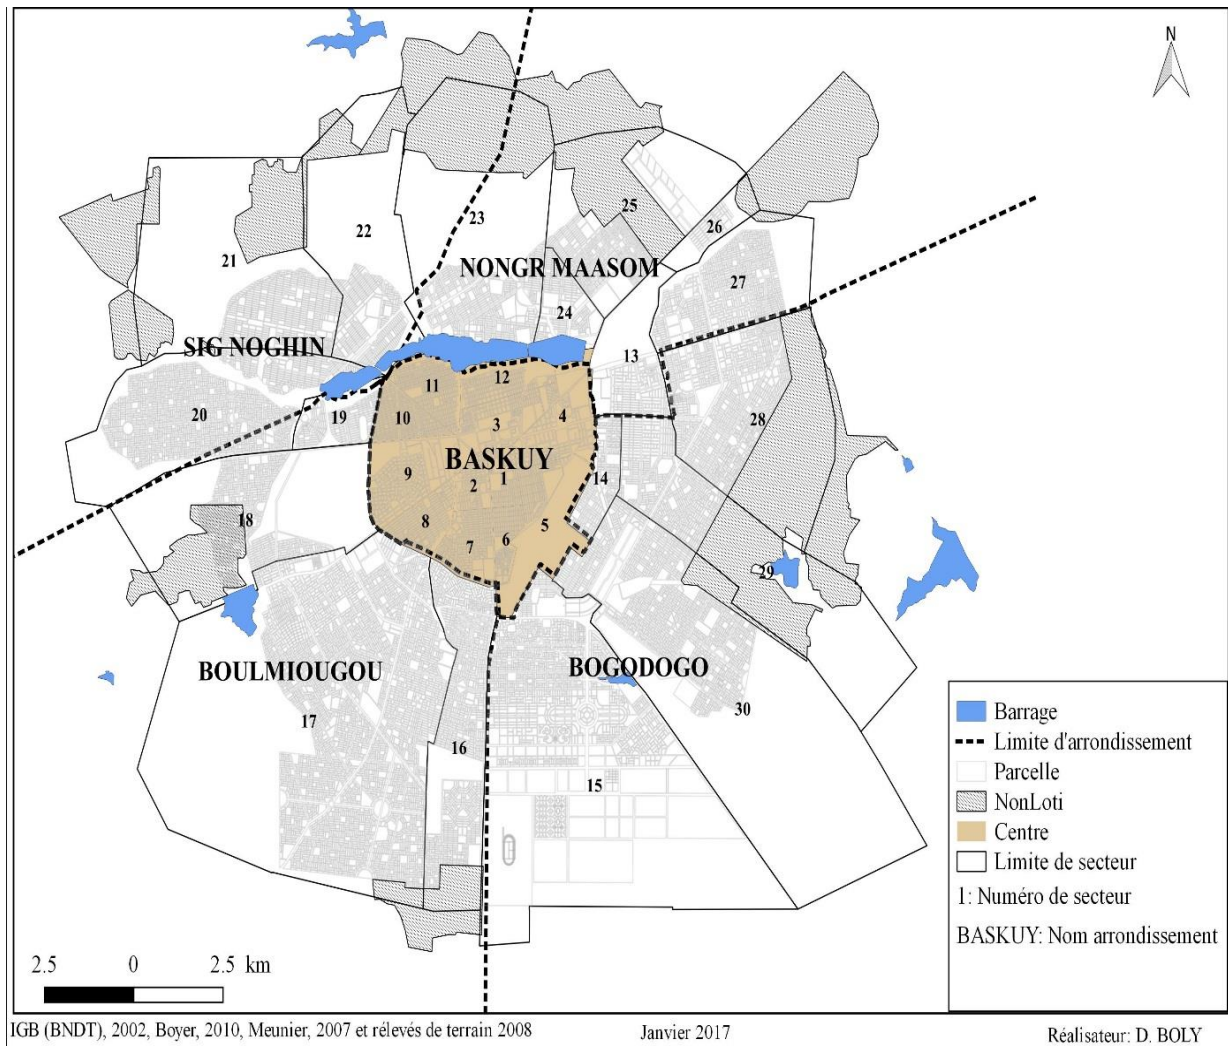 N
23
25
22
26
21
NONGR MAASOM
27
24
SIG NOGHIN
13
12
11
20
19
10
3
4
28
BASKUY
9
2
1
14
8
5
18
7
6
29
BOULMIOUGOU
BOGODOGO
17
30
16
15
Barrage
Limite d'arrondissement
Parcelle
NonLoti
Centre
Limite de secteur
1: Numéro de secteur
BASKUY: Nom arrondissement
2.5 0 2.5 km
IGB (BNDT), 2002, Boyer, 2010, Meunier, 2007 et rélevés de terrain 2008
Janvier 2017
Réalisateur: D. BOLY